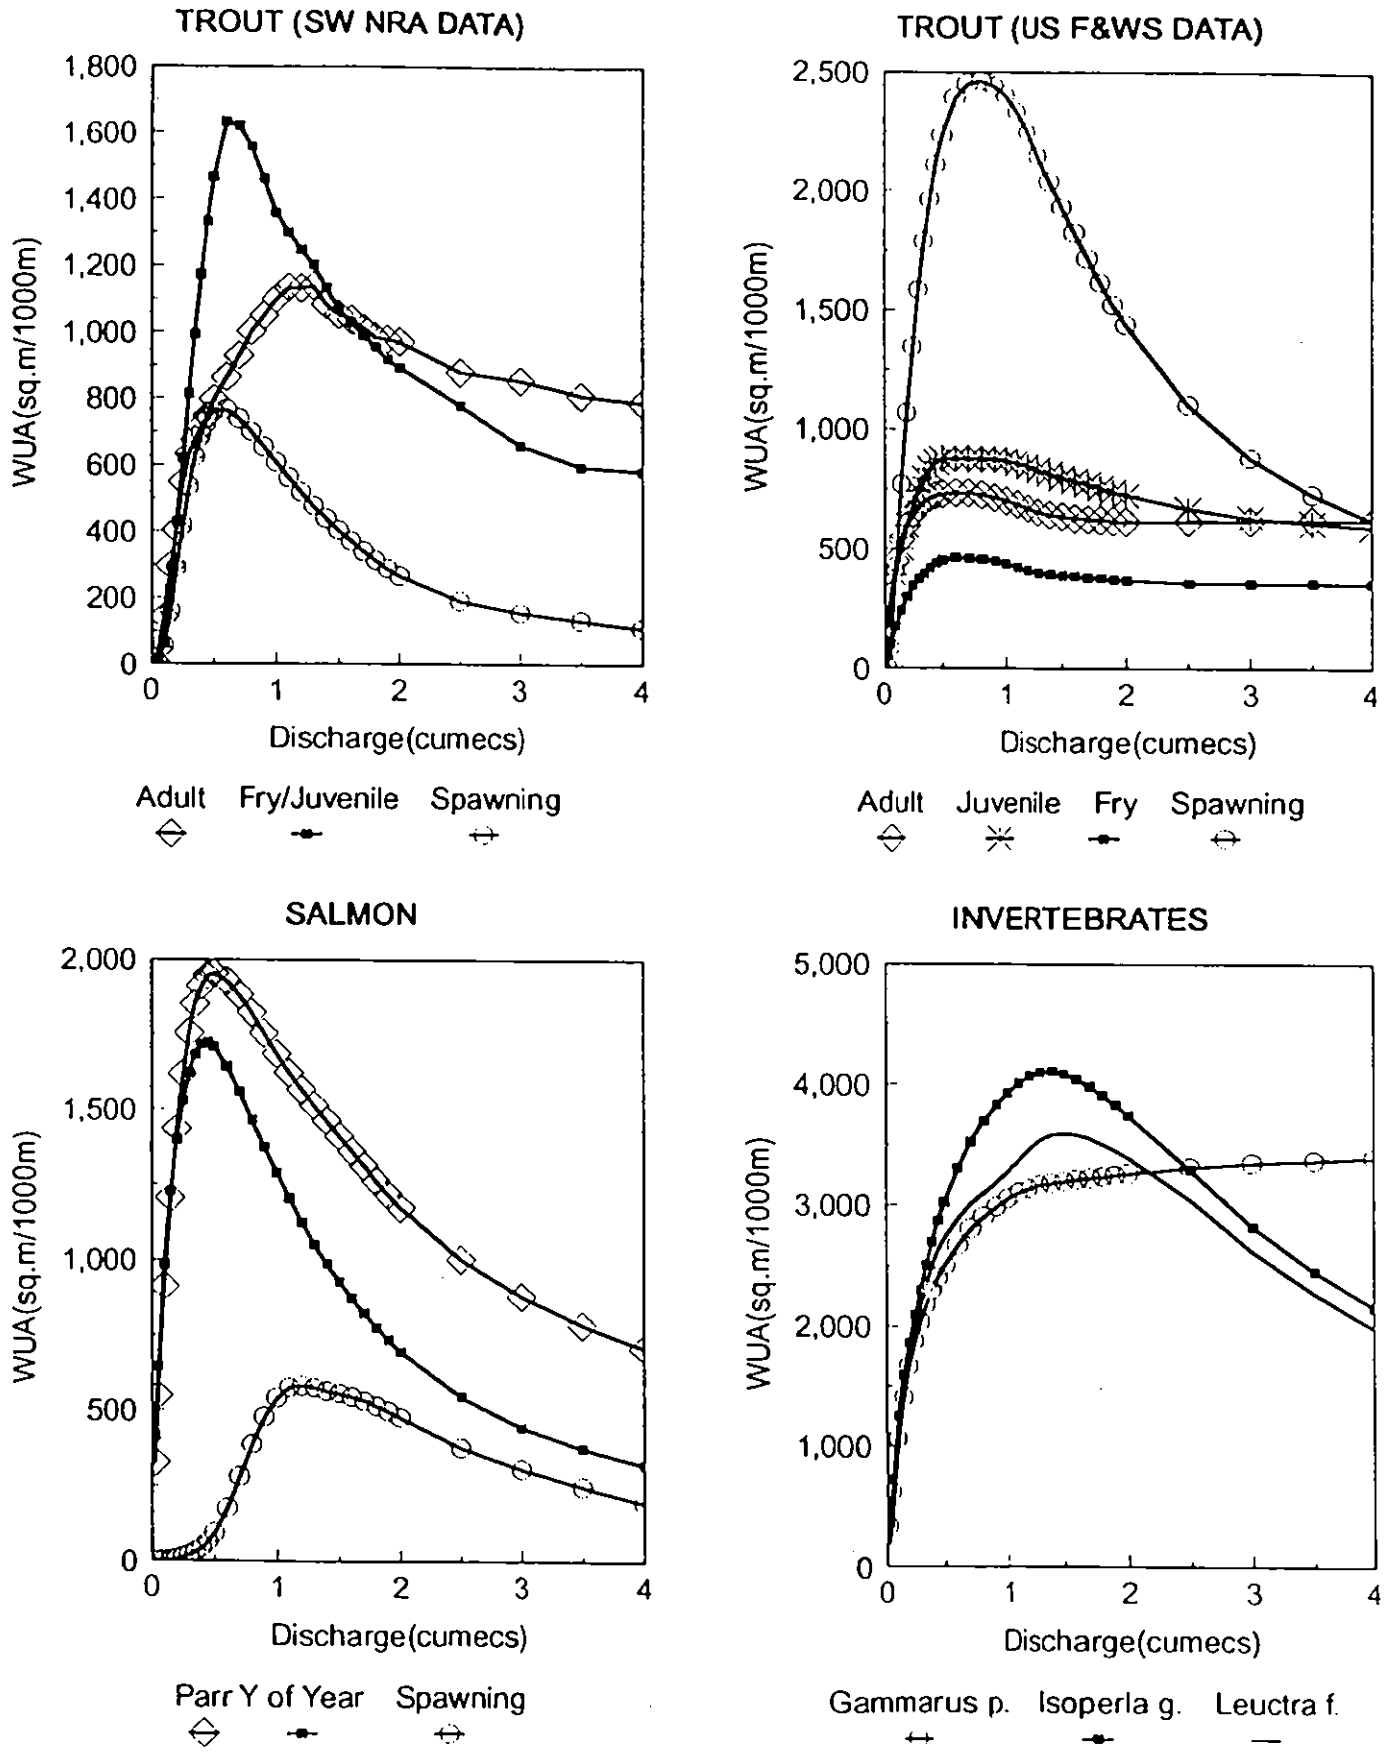 TROUT (SW NRA DATA)
1,800
1,600
1,400
1,200
1,000
800
600
400
200
0
WUA(sq.m/1000m)
0 1 2 3 4
Discharge(cumecs)
Adult Fry/Juvenile Spawning
TROUT (US F&WS DATA)
2,500
2,000
1,500
1,000
500
0
WUA(sq.m/1000m)
0 1 2 3 4
Discharge(cumecs)
Adult Juvenile Fry Spawning
SALMON
2,000
1,500
1,000
500
0
WUA(sq.m/1000m)
0 1 2 3 4
Discharge(cumecs)
Parr Y of Year Spawning
INVERTEBRATES
5,000
4,000
3,000
2,000
1,000
0
WUA(sq.m/1000m)
0 1 2 3 4
Discharge(cumecs)
Gammarus p. Isoperla g. Leuctra f.